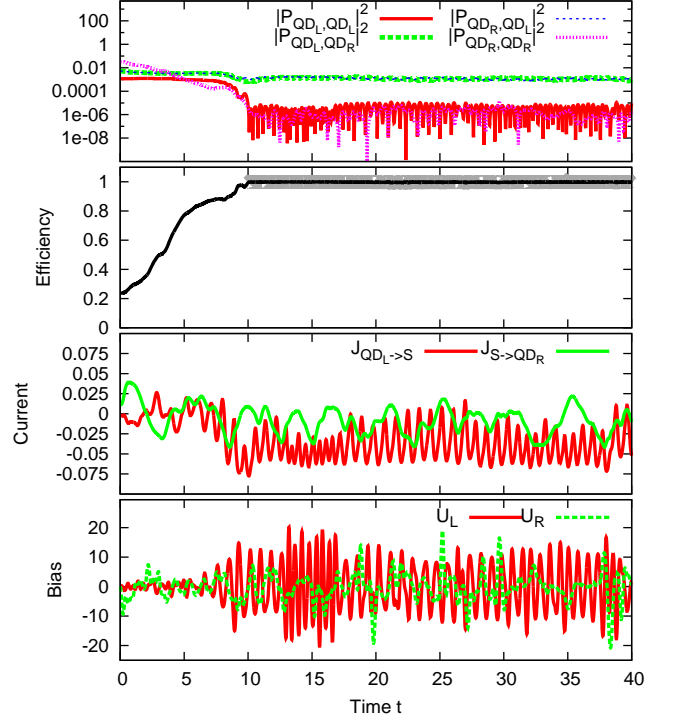 |P_{QD_L,QD_L}|^2 |P_{QD_R,QD_L}|^2
|P_{QD_L,QD_R}|^2 |P_{QD_R,QD_R}|^2
1e-08
1e-06
0.0001
0.01
1
100
Efficiency
0
0.2
0.4
0.6
0.8
1
Current
J_{QD_L->S} J_{S->QD_R}
-0.075
-0.05
-0.025
0
0.025
0.05
0.075
Bias
U_L U_R
-20
-10
0
10
20
0 5 10 15 20 25 30 35 40
Time t